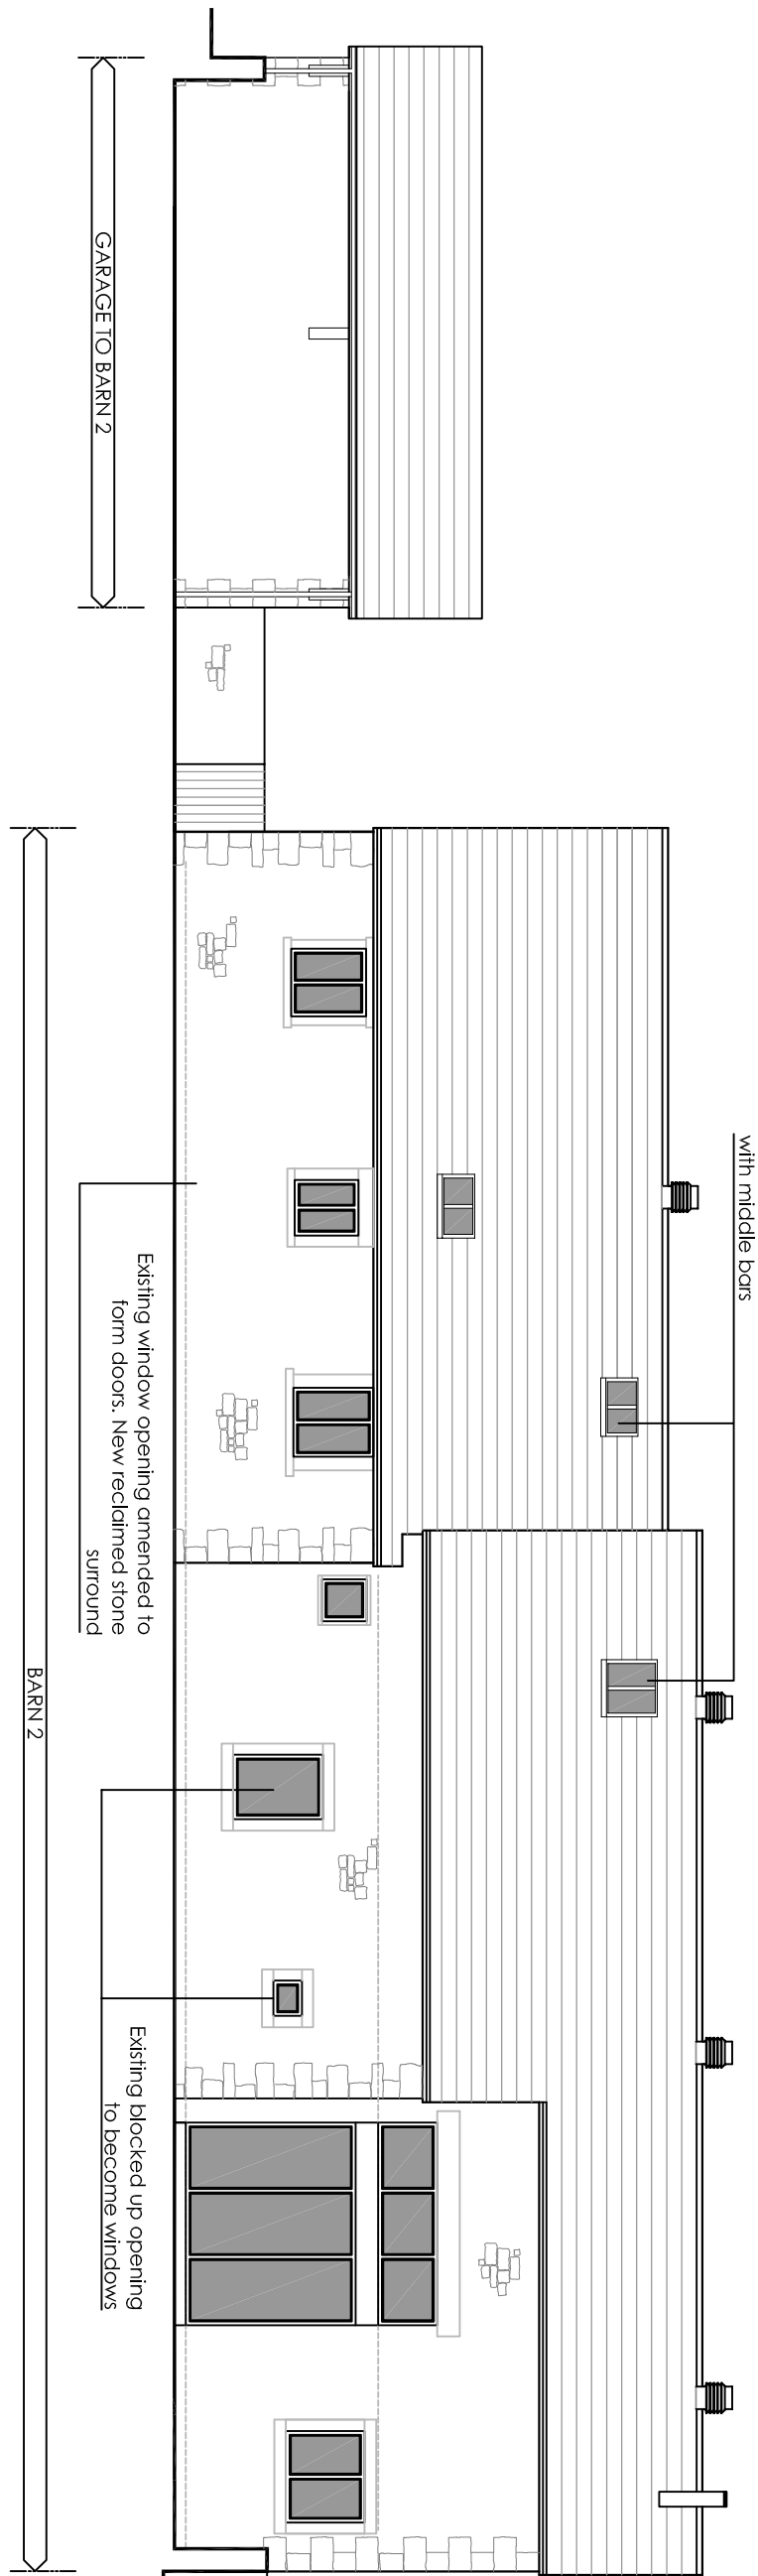 with middle bars
GARAGE TO BARN 2
Existing window opening amended to
form doors. New reclaimed stone
surround
Existing blocked up opening
to become windows
BARN 2